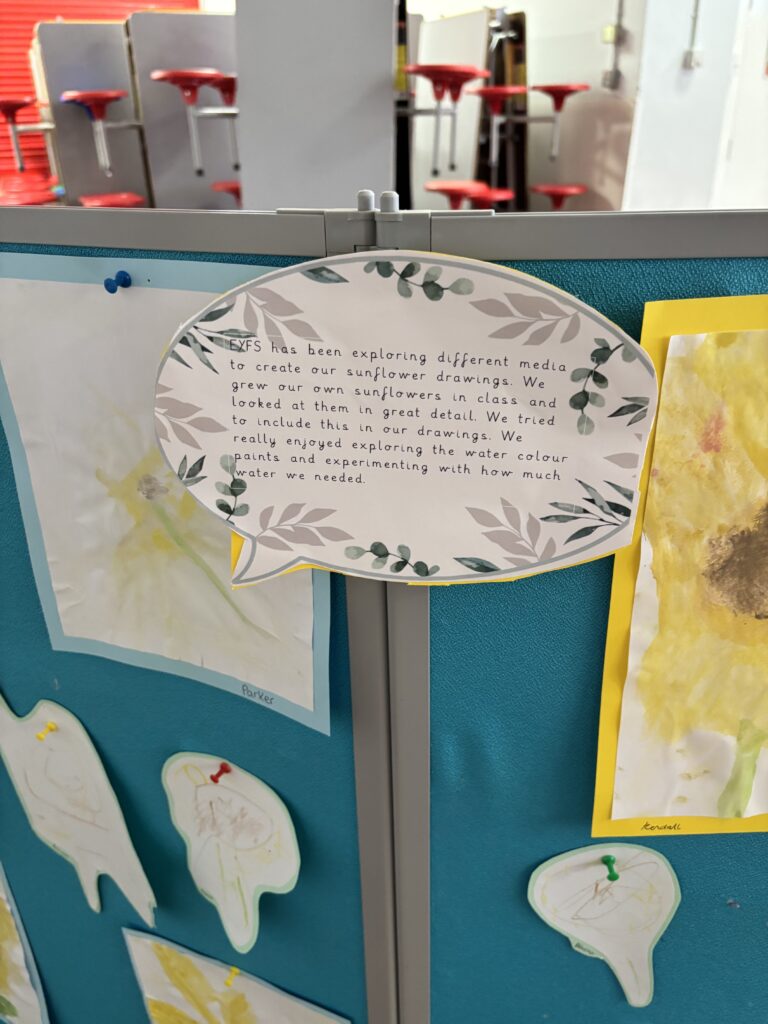 EYFS has been exploring different media
to create our sunflower drawings. We
grew our own sunflowers in class and
looked at them in great detail. We tried
to include this in our drawings. We
really enjoyed exploring the water colour
paints and experimenting with how much
water we needed.
Parker
Kendall